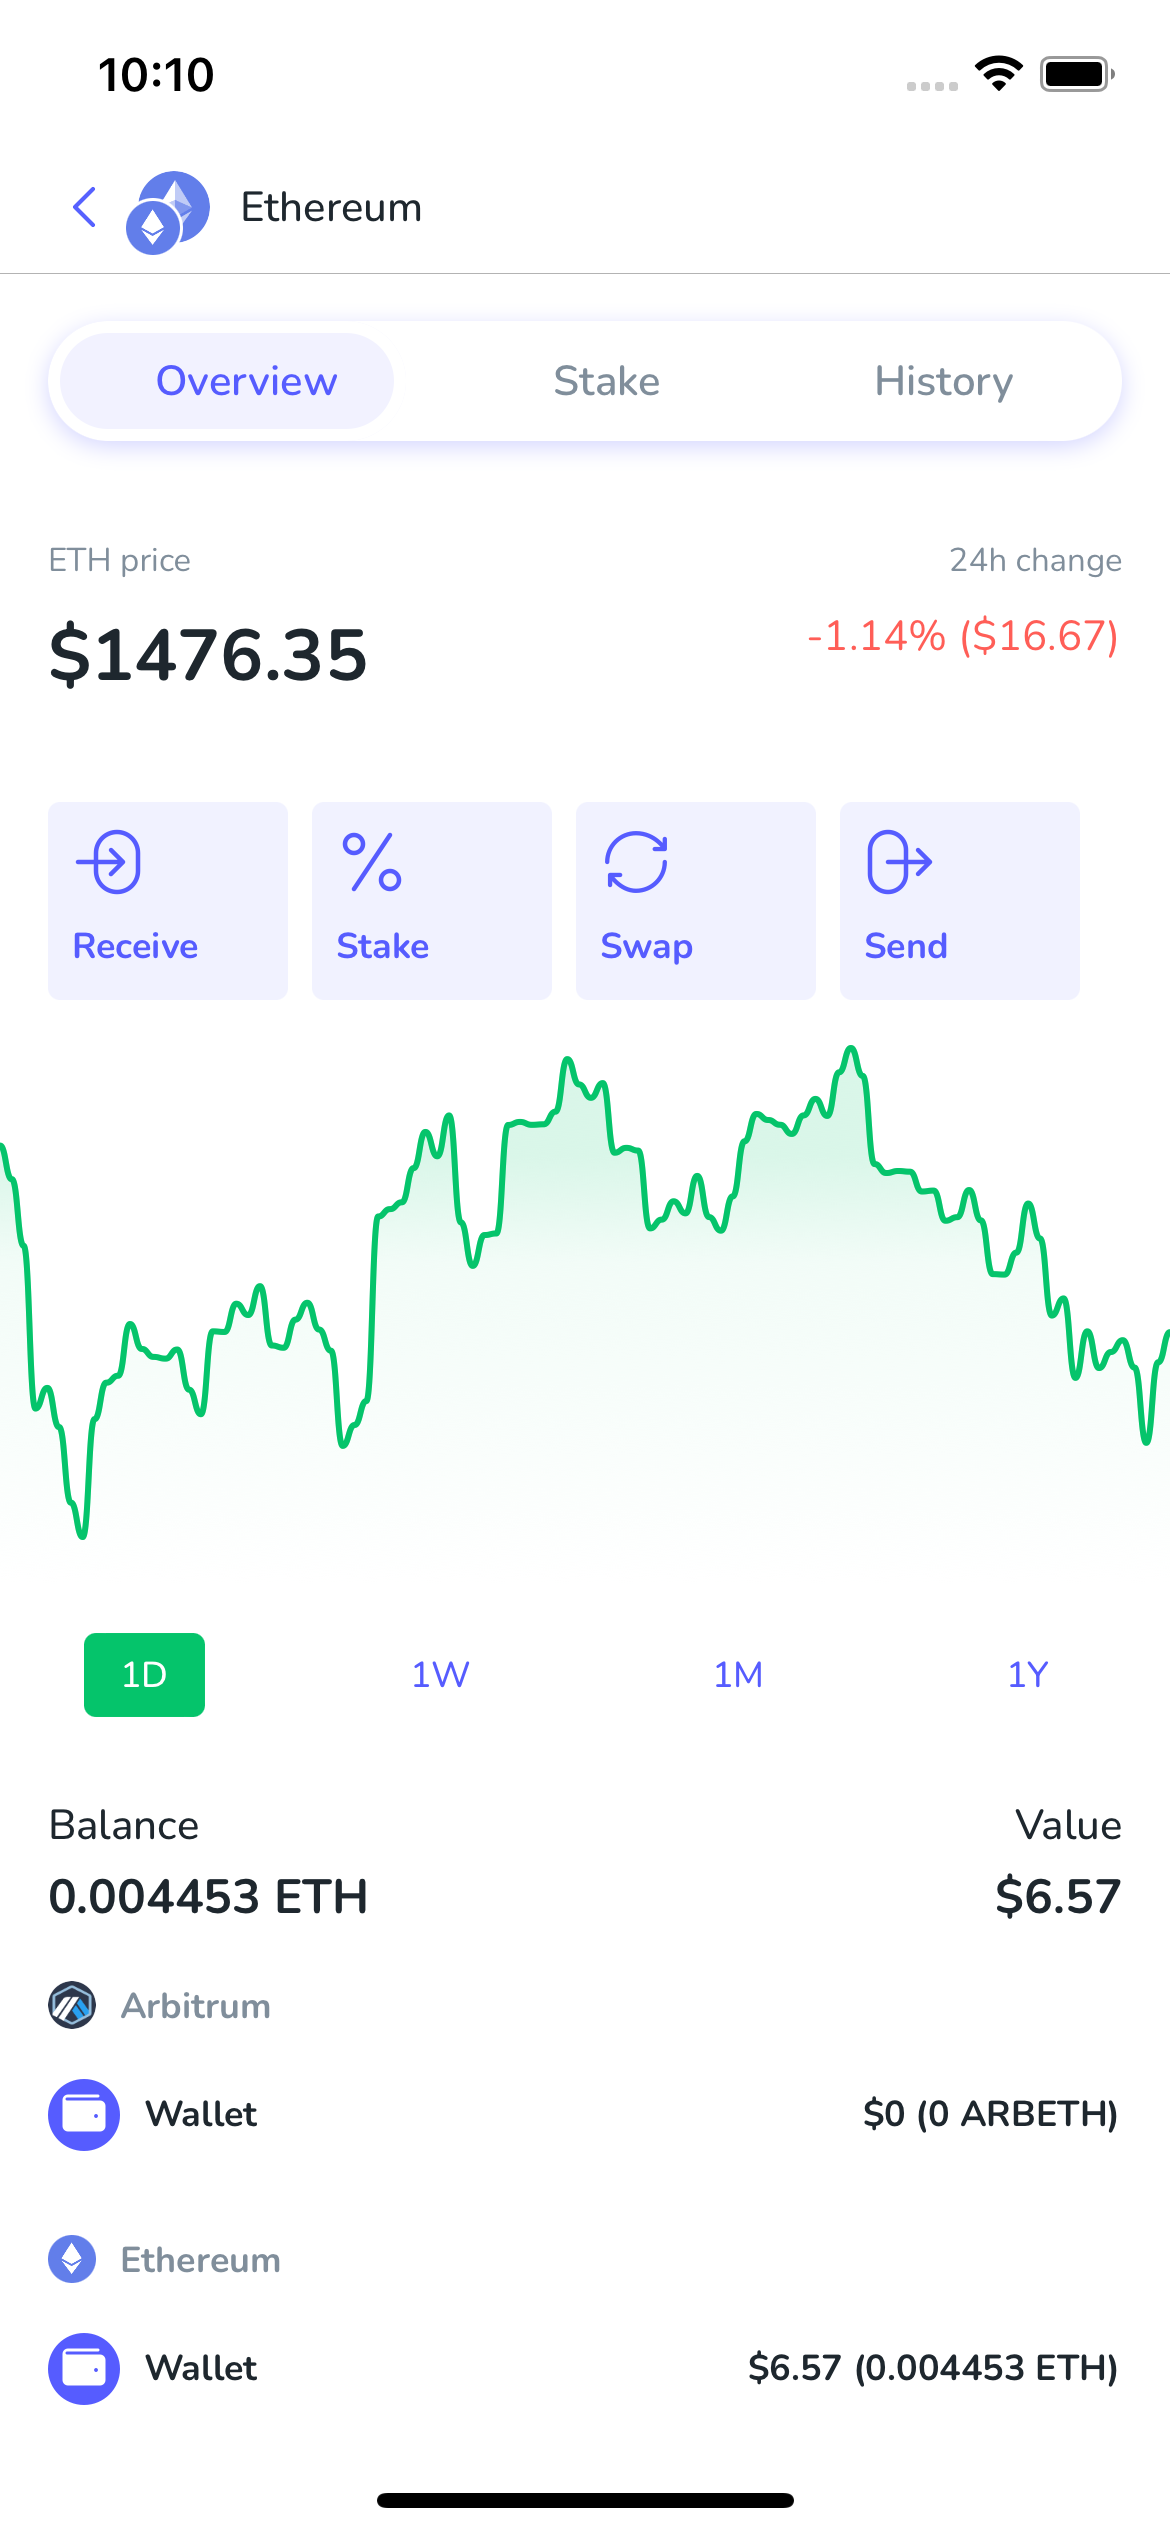 10:10
Ethereum
Overview Stake History
ETH price 24h change
$1476.35 -1.14% ($16.67)
Receive Stake Swap Send
1D 1W 1M 1Y
Balance Value
0.004453 ETH $6.57
Arbitrum
Wallet $0 (0 ARBETH)
Ethereum
Wallet $6.57 (0.004453 ETH)